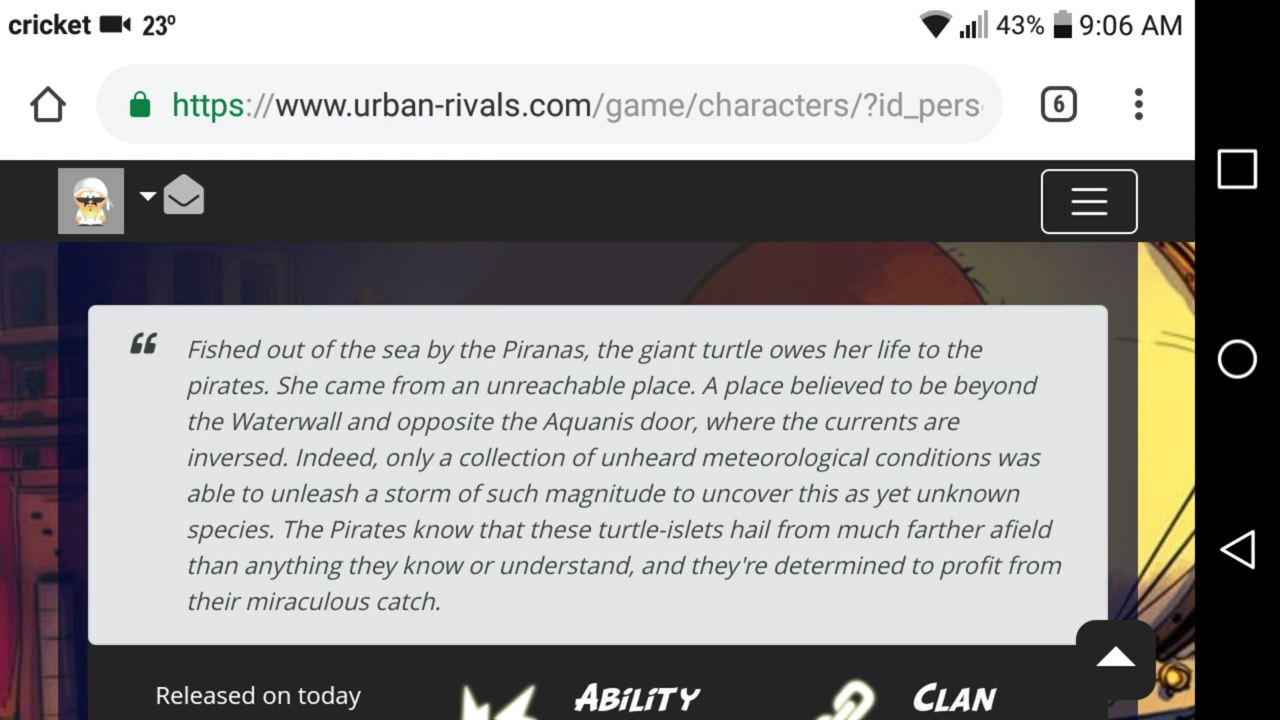 cricket 23° 43% 9:06 AM
https://www.urban-rivals.com/game/characters/?id_pers 6
“ Fished out of the sea by the Piranas, the giant turtle owes her life to the
pirates. She came from an unreachable place. A place believed to be beyond
the Waterwall and opposite the Aquanis door, where the currents are
inversed. Indeed, only a collection of unheard meteorological conditions was
able to unleash a storm of such magnitude to uncover this as yet unknown
species. The Pirates know that these turtle-islets hail from much farther afield
than anything they know or understand, and they're determined to profit from
their miraculous catch.
Released on today ABILITY CLAN